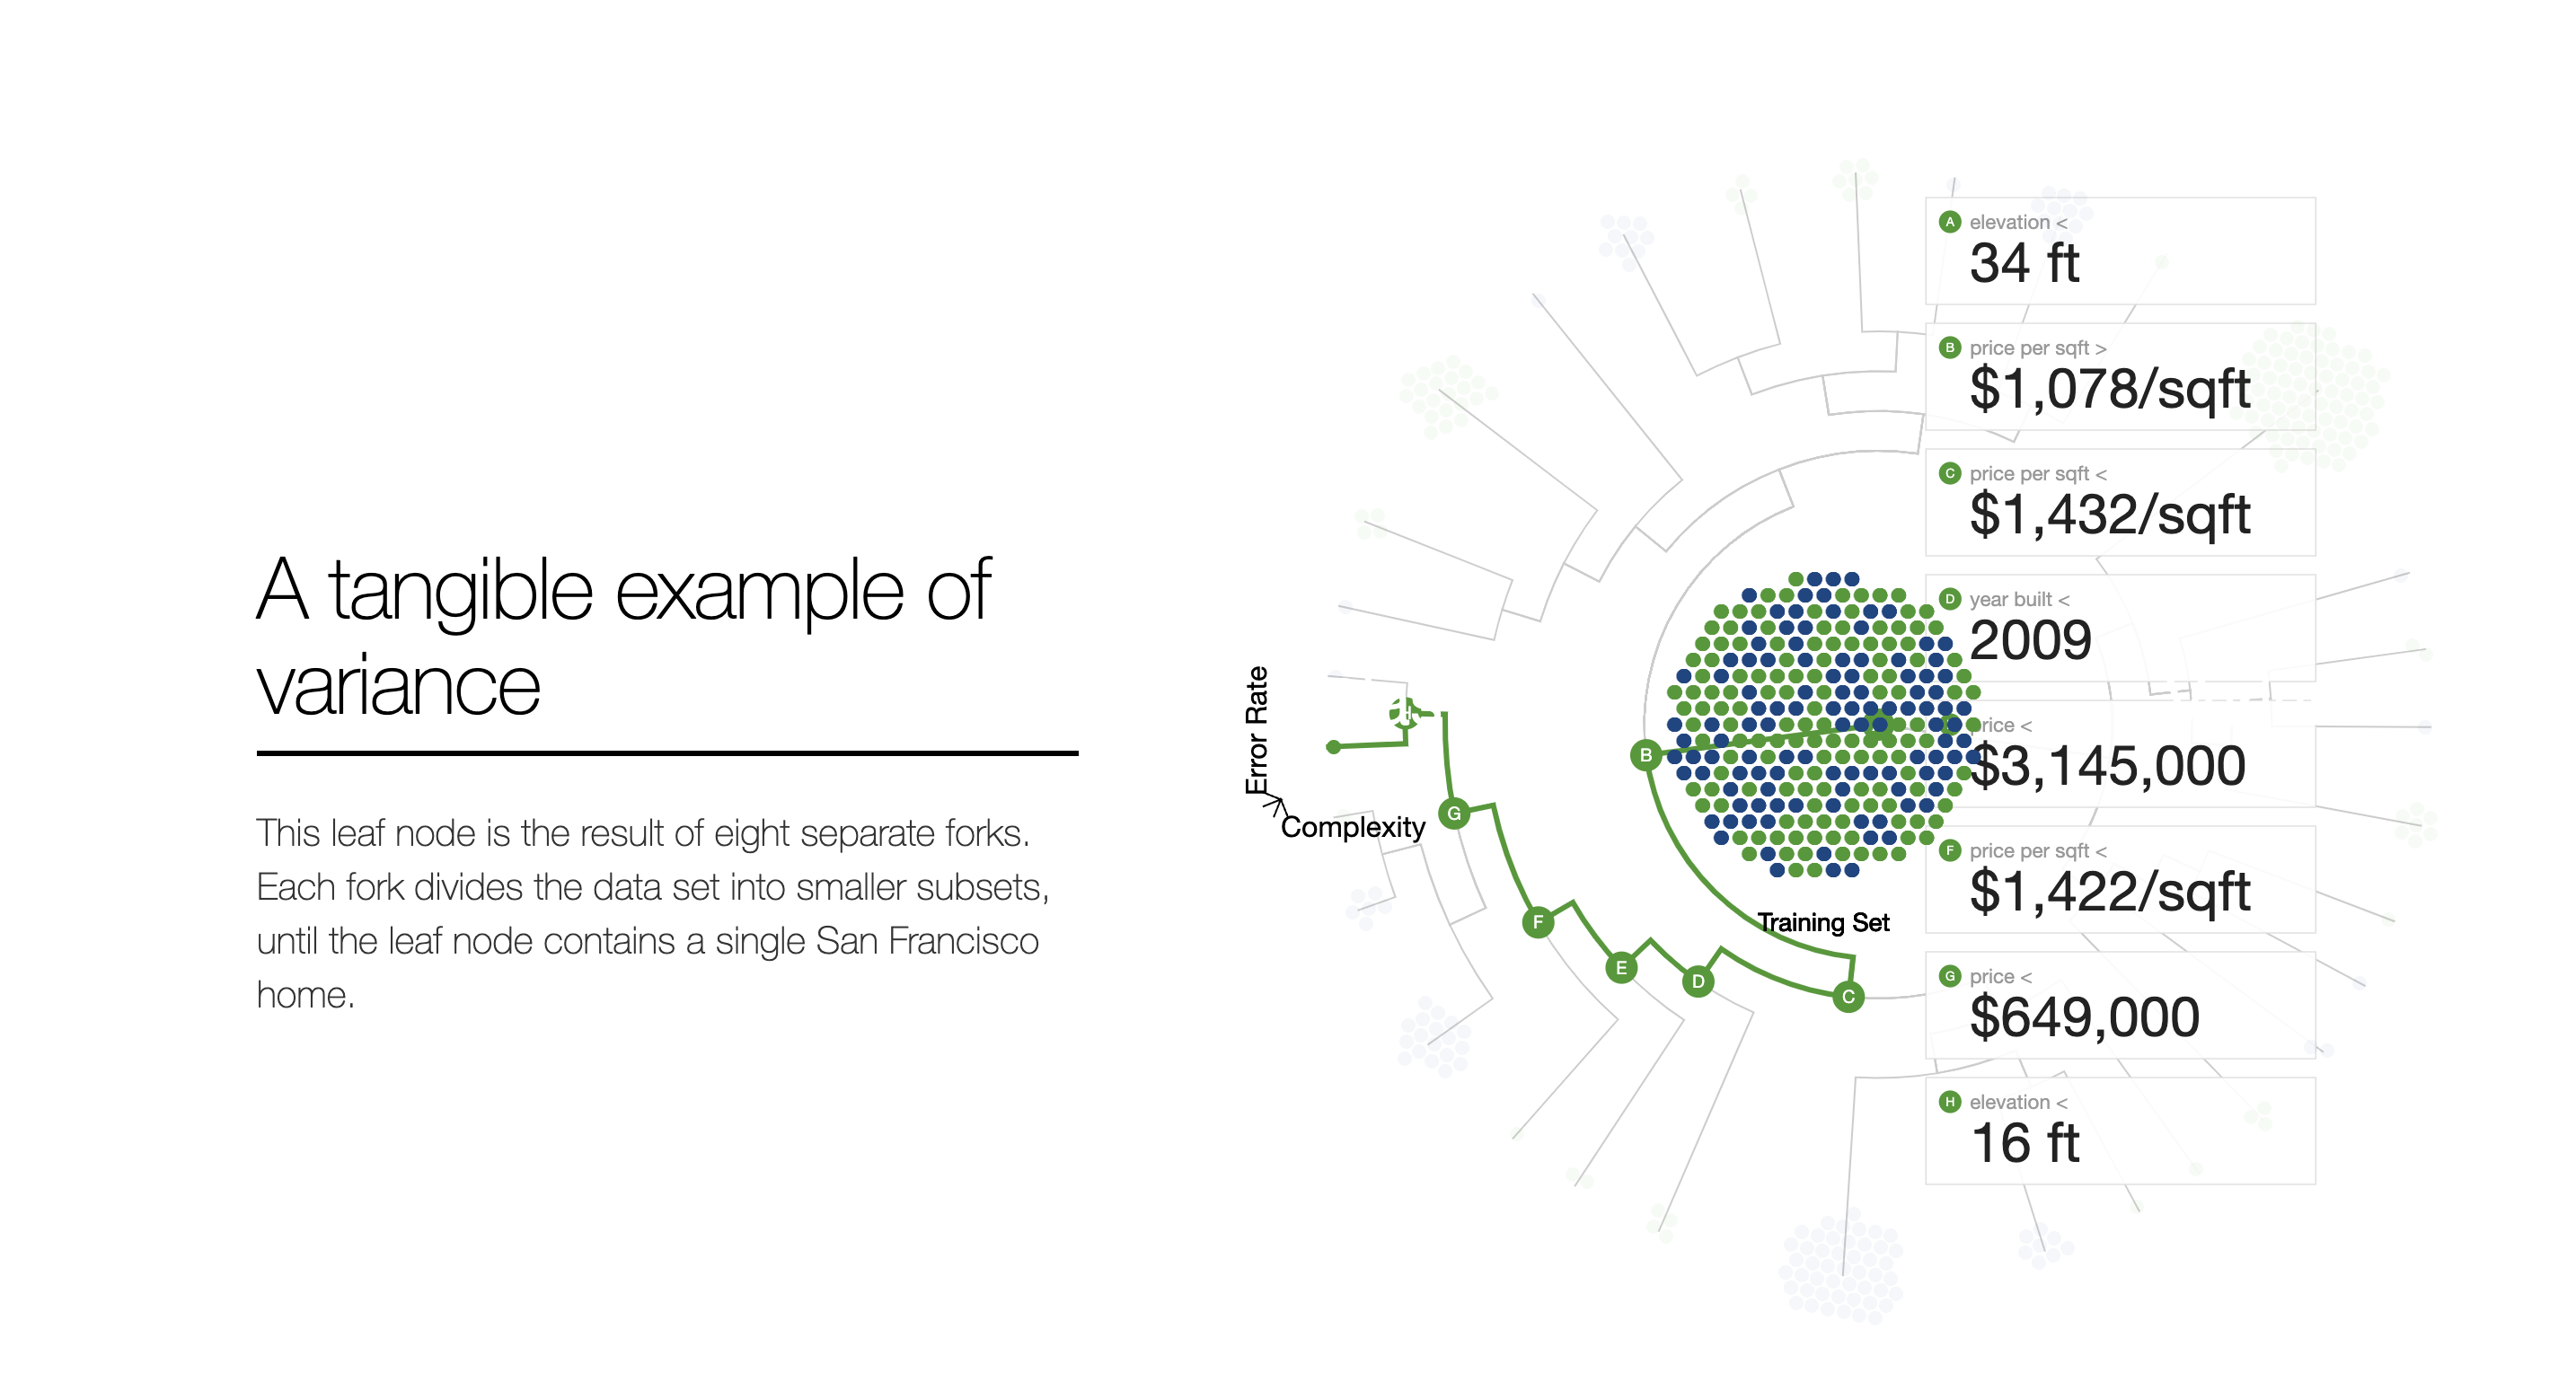 A tangible example of
variance
This leaf node is the result of eight separate forks.
Each fork divides the data set into smaller subsets,
until the leaf node contains a single San Francisco
home.
Error Rate
Complexity
Training Set
B
C
D
E
F
G
H
A elevation <
34 ft
B price per sqft >
$1,078/sqft
C price per sqft <
$1,432/sqft
D year built <
2009
price <
$3,145,000
F price per sqft <
$1,422/sqft
G price <
$649,000
H elevation <
16 ft